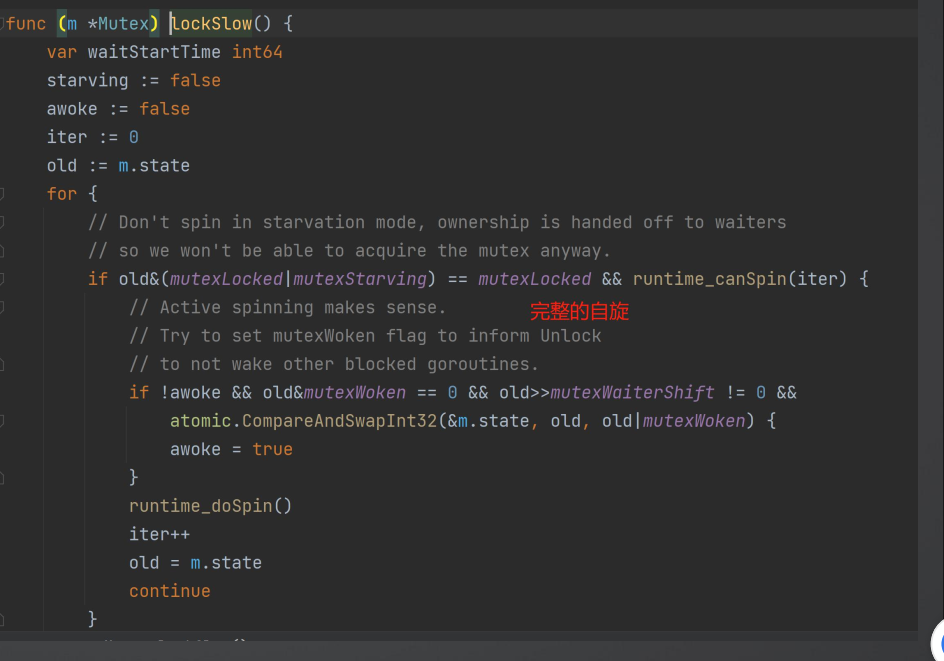 func (m *Mutex) lockSlow() {
var waitStartTime int64
starving := false
awoke := false
iter := 0
old := m.state
for {
// Don't spin in starvation mode, ownership is handed off to waiters
// so we won't be able to acquire the mutex anyway.
if old&(mutexLocked|mutexStarving) == mutexLocked && runtime_canSpin(iter) {
// Active spinning makes sense. 完整的自旋
// Try to set mutexWoken flag to inform Unlock
// to not wake other blocked goroutines.
if !awoke && old&mutexWoken == 0 && old>>mutexWaiterShift != 0 &&
atomic.CompareAndSwapInt32(&m.state, old, old|mutexWoken) {
awoke = true
}
runtime_doSpin()
iter++
old = m.state
continue
}